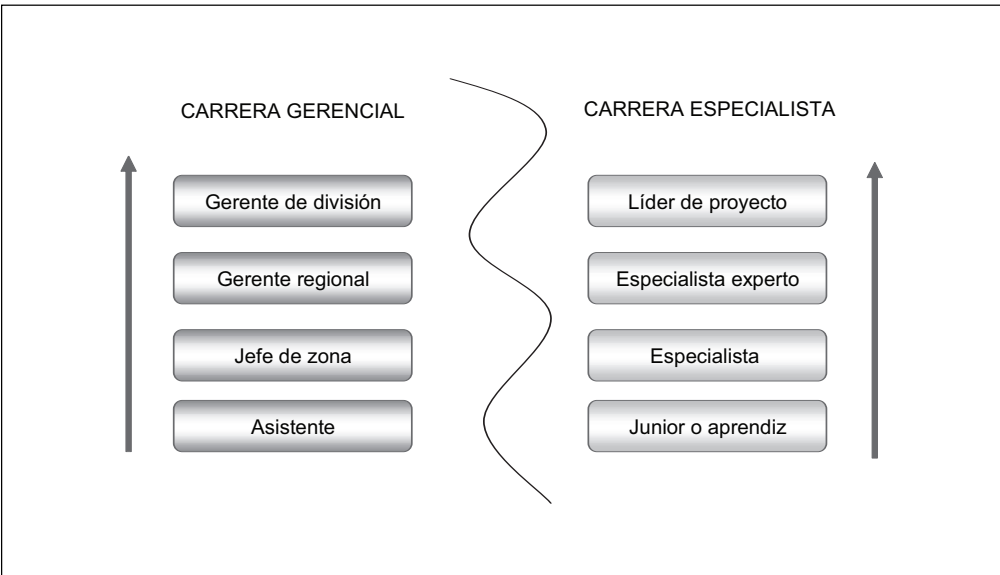 CARRERA GERENCIAL
Gerente de división
Gerente regional
Jefe de zona
Asistente
CARRERA ESPECIALISTA
Líder de proyecto
Especialista experto
Especialista
Junior o aprendiz